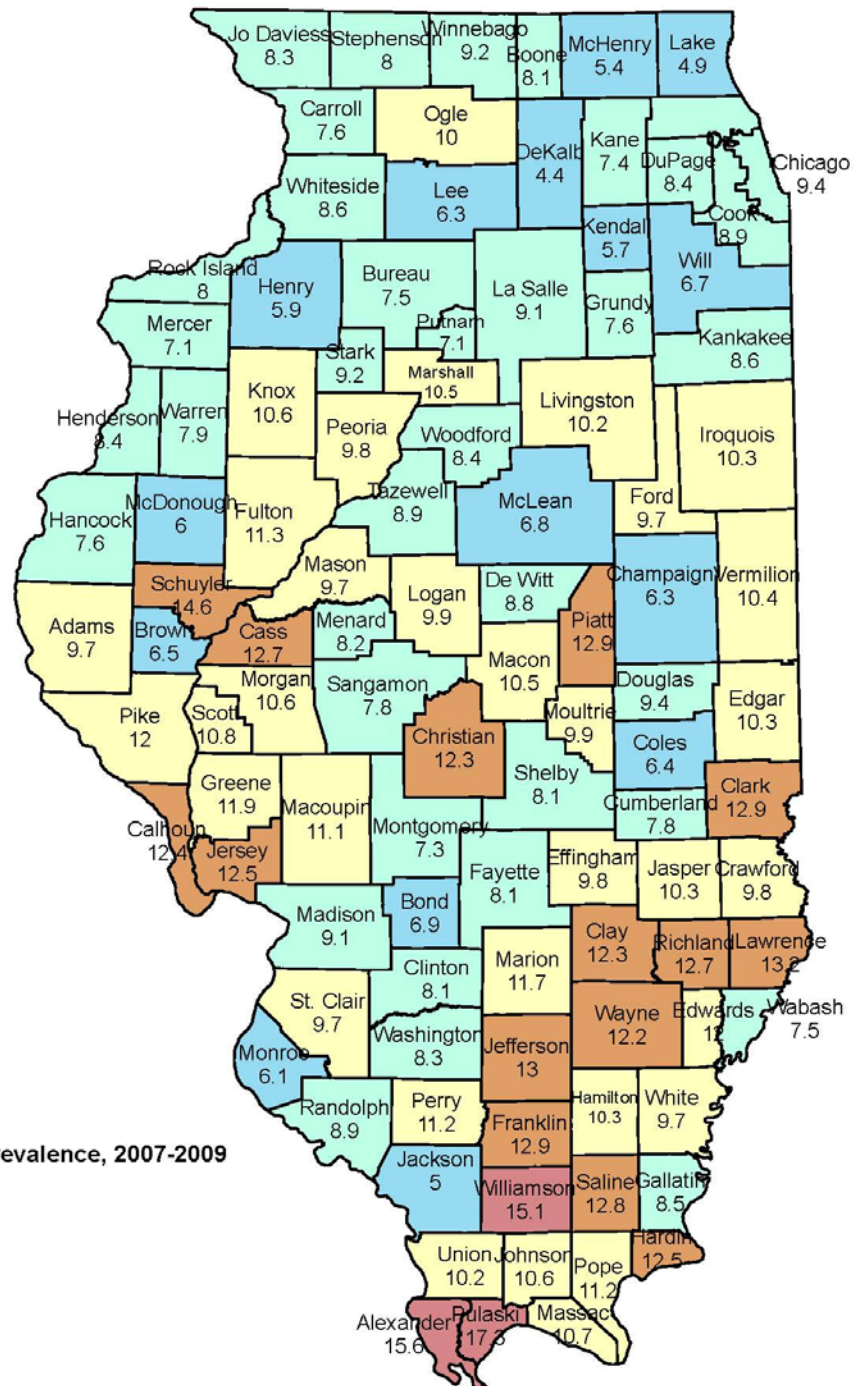 Jo Daviess
8.3
Stephenson
8
Winnebago
9.2
Boone
8.1
McHenry
5.4
Lake
4.9
Carroll
7.6
Ogle
10
DeKalb
4.4
Kane
7.4
DuPage
8.4
Chicago
9.4
Cook
8.9
Whiteside
8.6
Lee
6.3
Kendall
5.7
Will
6.7
Rock Island
8
Henry
5.9
Bureau
7.5
La Salle
9.1
Grundy
7.6
Putnam
7.1
Kankakee
8.6
Mercer
7.1
Stark
9.2
Marshall
10.5
Knox
10.6
Peoria
9.8
Livingston
10.2
Iroquois
10.3
Henderson
8.4
Warren
7.9
Woodford
8.4
Tazewell
8.9
McLean
6.8
Ford
9.7
Hancock
7.6
McDonough
6
Fulton
11.3
Mason
9.7
Logan
9.9
De Witt
8.8
Champaign
6.3
Vermilion
10.4
Schuyler
14.6
Adams
9.7
Brown
6.5
Cass
12.7
Menard
8.2
Piatt
12.9
Macon
10.5
Morgan
10.6
Sangamon
7.8
Douglas
9.4
Edgar
10.3
Pike
12
Scott
10.8
Christian
12.3
Moultrie
9.9
Coles
6.4
Shelby
8.1
Greene
11.9
Macoupin
11.1
Clark
12.9
Cumberland
7.8
Calhoun
12.4
Jersey
12.5
Montgomery
7.3
Fayette
8.1
Effingham
9.8
Jasper
10.3
Crawford
9.8
Madison
9.1
Bond
6.9
Clay
12.3
Richland
12.7
Lawrence
13.2
Clinton
8.1
Marion
11.7
St. Clair
9.7
Wayne
12.2
Edwards
12
Wabash
7.5
Monroe
6.1
Washington
8.3
Jefferson
13
Randolph
8.9
Perry
11.2
Franklin
12.9
Hamilton
10.3
White
9.7
evalence, 2007-2009
Jackson
5
Williamson
15.1
Saline
12.8
Gallatin
8.5
Hardin
12.5
Union
10.2
Johnson
10.6
Pope
11.2
Alexander
15.6
Pulaski
17.3
Massac
10.7